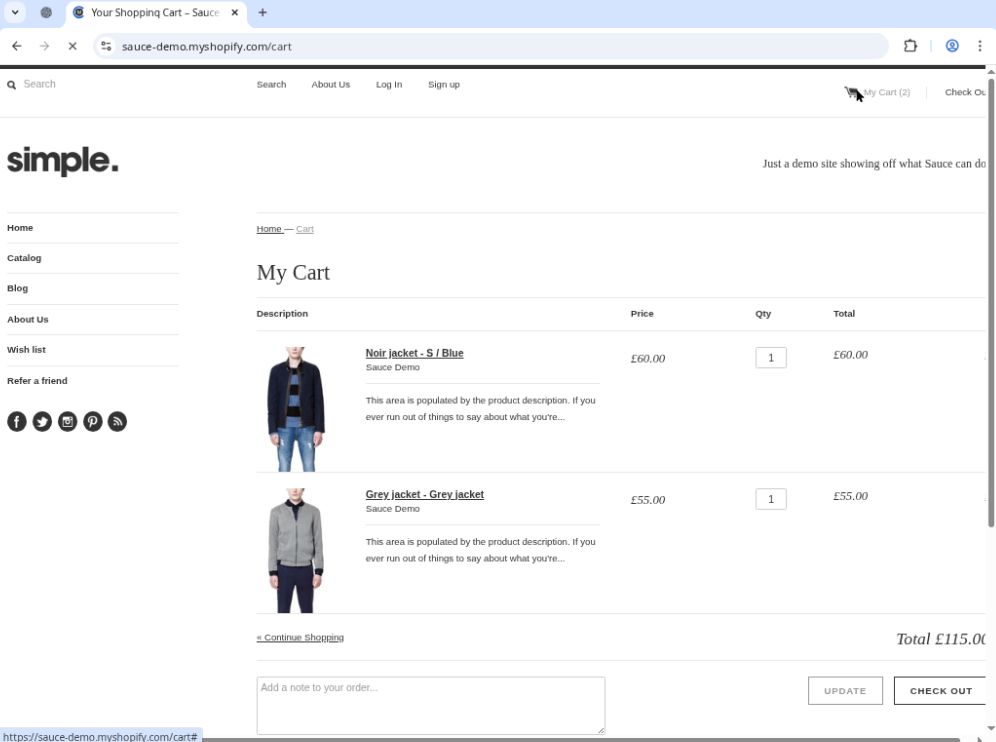 Your Shopping Cart – Sauce
sauce-demo.myshopify.com/cart
Search
Search About Us Log In Sign up
My Cart (2) Check Ou
simple.
Just a demo site showing off what Sauce can do
Home
Catalog
Blog
About Us
Wish list
Refer a friend
Home — Cart
My Cart
Description Price Qty Total
Noir jacket - S / Blue
Sauce Demo
This area is populated by the product description. If you
ever run out of things to say about what you're...
£60.00 1 £60.00
Grey jacket - Grey jacket
Sauce Demo
This area is populated by the product description. If you
ever run out of things to say about what you're...
£55.00 1 £55.00
« Continue Shopping
Total £115.00
Add a note to your order...
UPDATE CHECK OUT
https://sauce-demo.myshopify.com/cart#